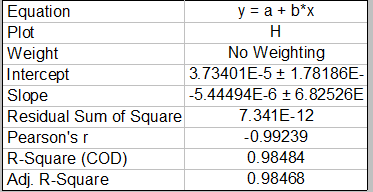 Equation y = a + b*x
Plot H
Weight No Weighting
Intercept 3.73401E-5 ± 1.78186E-
Slope -5.44494E-6 ± 6.82526E
Residual Sum of Square 7.341E-12
Pearson's r -0.99239
R-Square (COD) 0.98484
Adj. R-Square 0.98468